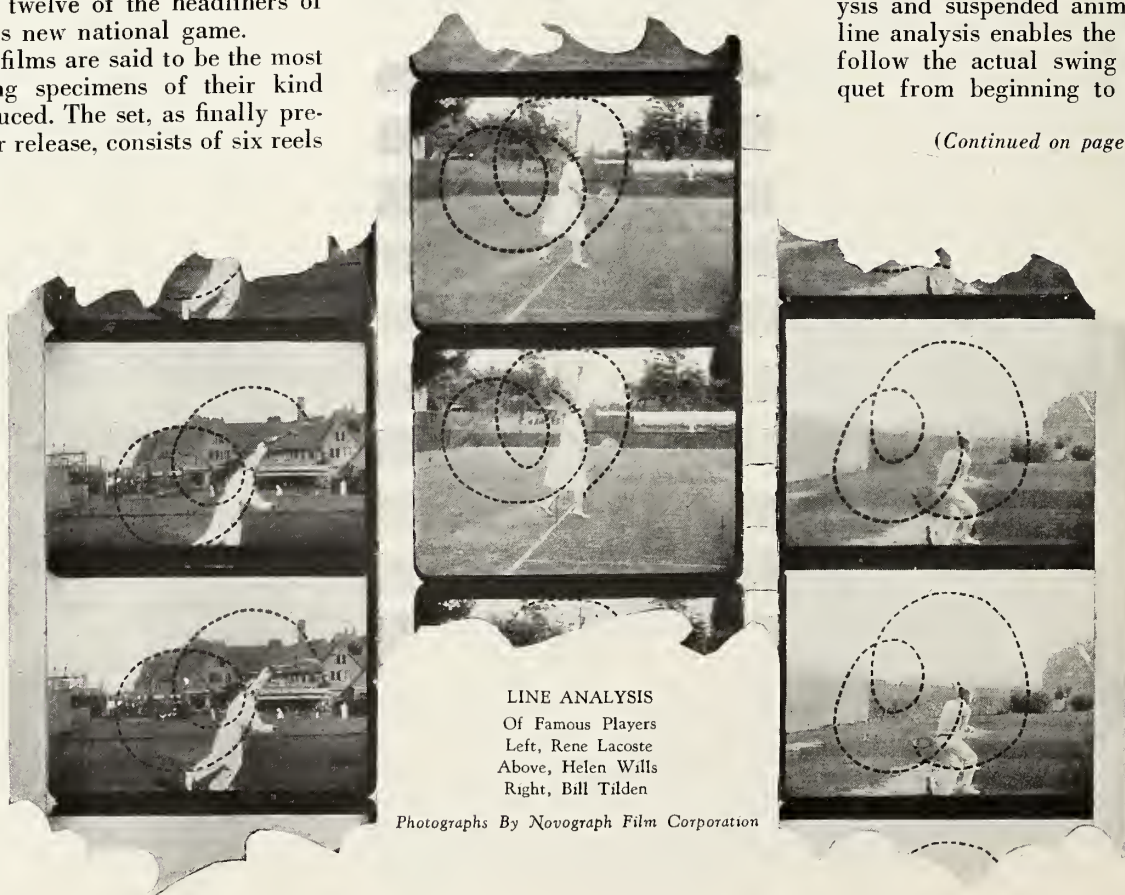 twelve of the headliners of
s new national game.
films are said to be the most
ng specimens of their kind
uced. The set, as finally pre-
r release, consists of six reels
ysis and suspended anim
line analysis enables the
follow the actual swing
quet from beginning to
(Continued on page
LINE ANALYSIS
Of Famous Players
Left, Rene Lacoste
Above, Helen Wills
Right, Bill Tilden
Photographs By Novograph Film Corporation